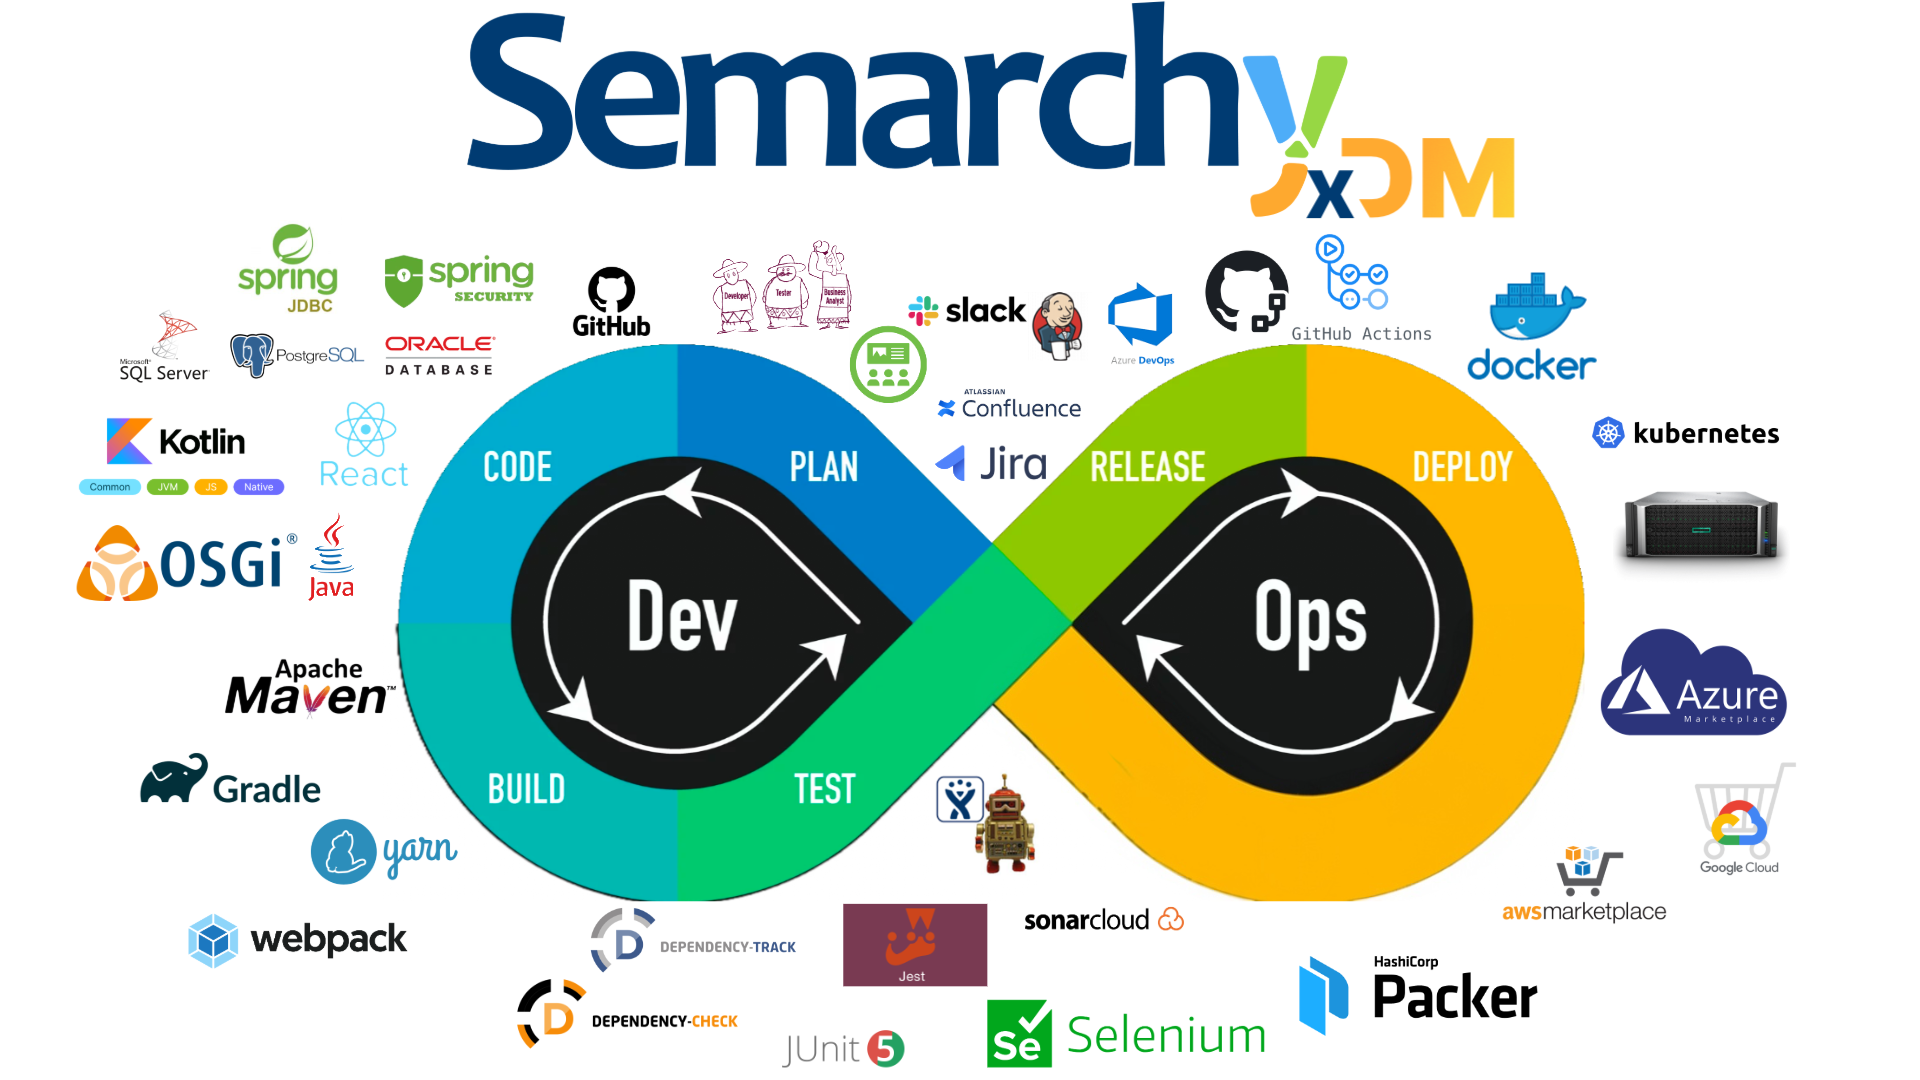 Semarchy
xDM
spring
JDBC
spring
SECURITY
GitHub
Developer
Tester
Business
Analyst
slack
Azure DevOps
GitHub Actions
docker
Microsoft®
SQL Server
PostgreSQL
ORACLE®
DATABASE
ATLASSIAN
Confluence
Jira
Kotlin
Common
JVM
JS
Native
React
CODE
PLAN
RELEASE
DEPLOY
kubernetes
OSGi®
Java
Dev
Ops
Apache
Maven™
Azure
Marketplace
Gradle
BUILD
TEST
yarn
Google Cloud
awsmarketplace
webpack
D
DEPENDENCY-TRACK
Jest
sonarcloud
HashiCorp
Packer
D
DEPENDENCY-CHECK
JUnit 5
Se
Selenium